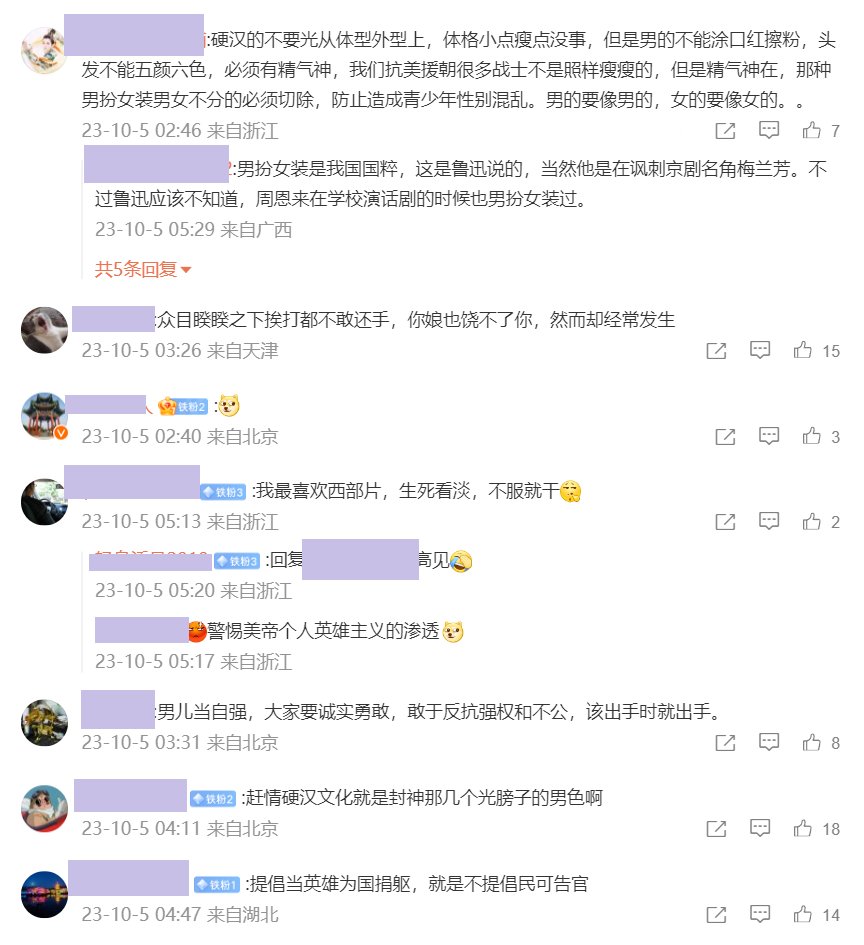 :硬汉的不要光从体型外型上，体格小点瘦点没事，但是男的不能涂口红擦粉，头
发不能五颜六色，必须有精气神，我们抗美援朝很多战士不是照样瘦瘦的，但是精气神在，那种
男扮女装男女不分的必须切除，防止造成青少年性别混乱。男的要像男的，女的要像女的。。
23-10-5 02:46 来自浙江 7
:男扮女装是我国国粹，这是鲁迅说的，当然他是在讽刺京剧名角梅兰芳。不
过鲁迅应该不知道，周恩来在学校演话剧的时候也男扮女装过。
23-10-5 05:29 来自广西
共5条回复
:众目睽睽之下挨打都不敢还手，你娘也饶不了你，然而却经常发生
23-10-5 03:26 来自天津 15
人 铁粉2 :
23-10-5 02:40 来自北京 3
铁粉3 :我最喜欢西部片，生死看淡，不服就干
23-10-5 05:13 来自浙江 2
铁粉3 :回复 高见
23-10-5 05:20 来自浙江
警惕美帝个人英雄主义的渗透
23-10-5 05:17 来自浙江
:男儿当自强，大家要诚实勇敢，敢于反抗强权和不公，该出手时就出手。
23-10-5 03:31 来自北京 8
铁粉2 :赶情硬汉文化就是封神那几个光膀子的男色啊
23-10-5 04:11 来自北京 18
铁粉1 :提倡当英雄为国捐躯，就是不提倡民可告官
23-10-5 04:47 来自湖北 14